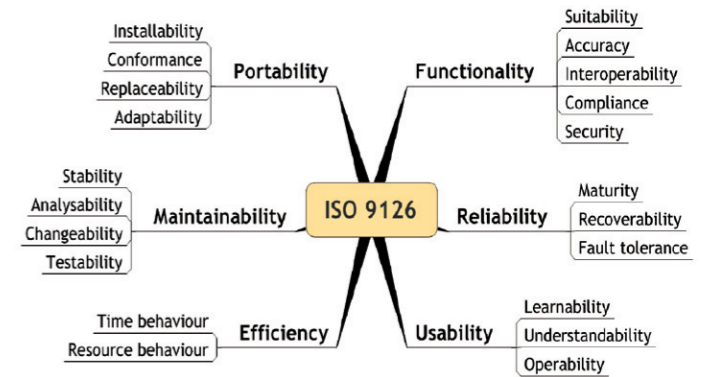 Installability
Conformance
Replaceability
Adaptability
Portability
Functionality
Suitability
Accuracy
Interoperability
Compliance
Security
Stability
Analysability
Changeability
Testability
Maintainability
ISO 9126
Reliability
Maturity
Recoverability
Fault tolerance
Time behaviour
Resource behaviour
Efficiency
Usability
Learnability
Understandability
Operability